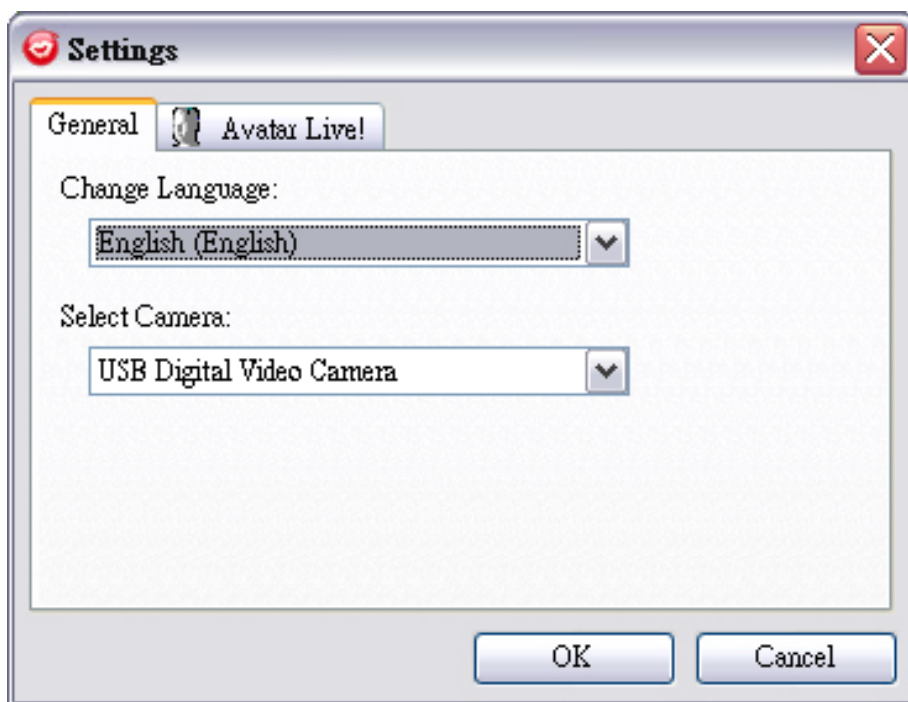 Settings
General Avatar Live!
Change Language:
English (English)
Select Camera:
USB Digital Video Camera
OK Cancel